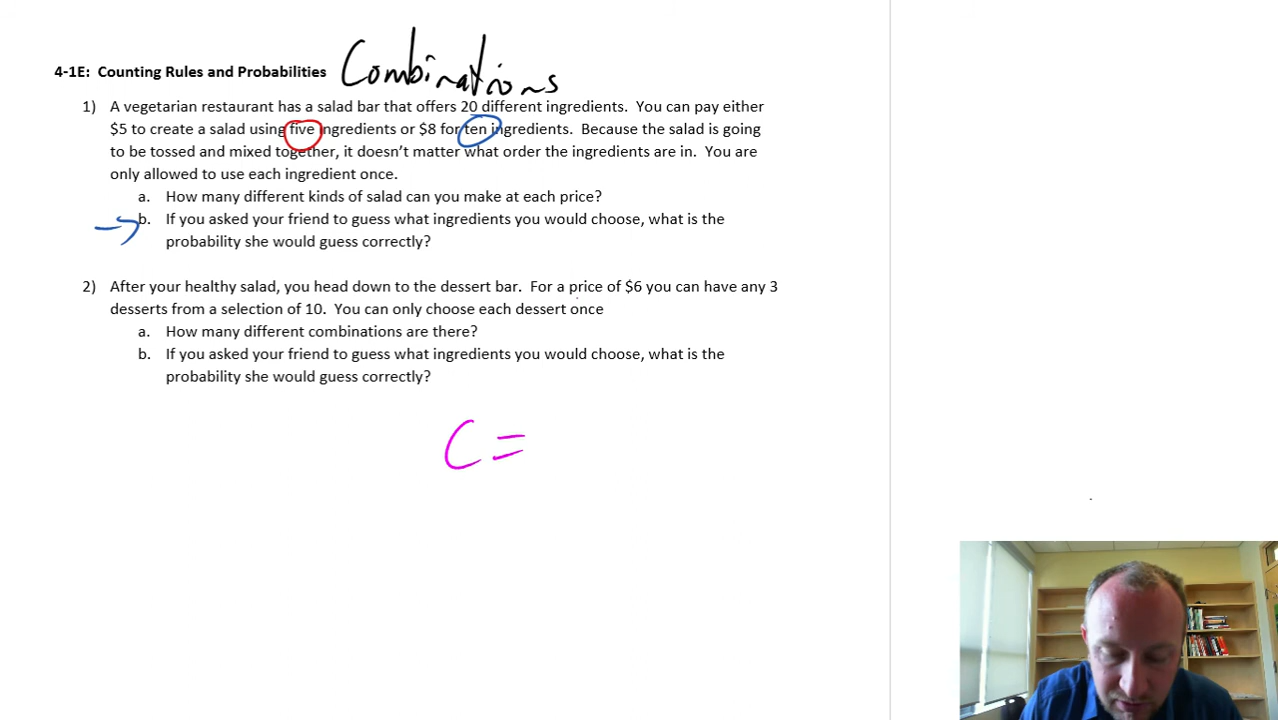 Combinations
4-1E: Counting Rules and Probabilities
1) A vegetarian restaurant has a salad bar that offers 20 different ingredients. You can pay either
$5 to create a salad using five ingredients or $8 for ten ingredients. Because the salad is going
to be tossed and mixed together, it doesn’t matter what order the ingredients are in. You are
only allowed to use each ingredient once.
a. How many different kinds of salad can you make at each price?
b. If you asked your friend to guess what ingredients you would choose, what is the
probability she would guess correctly?
2) After your healthy salad, you head down to the dessert bar. For a price of $6 you can have any 3
desserts from a selection of 10. You can only choose each dessert once
a. How many different combinations are there?
b. If you asked your friend to guess what ingredients you would choose, what is the
probability she would guess correctly?
C =